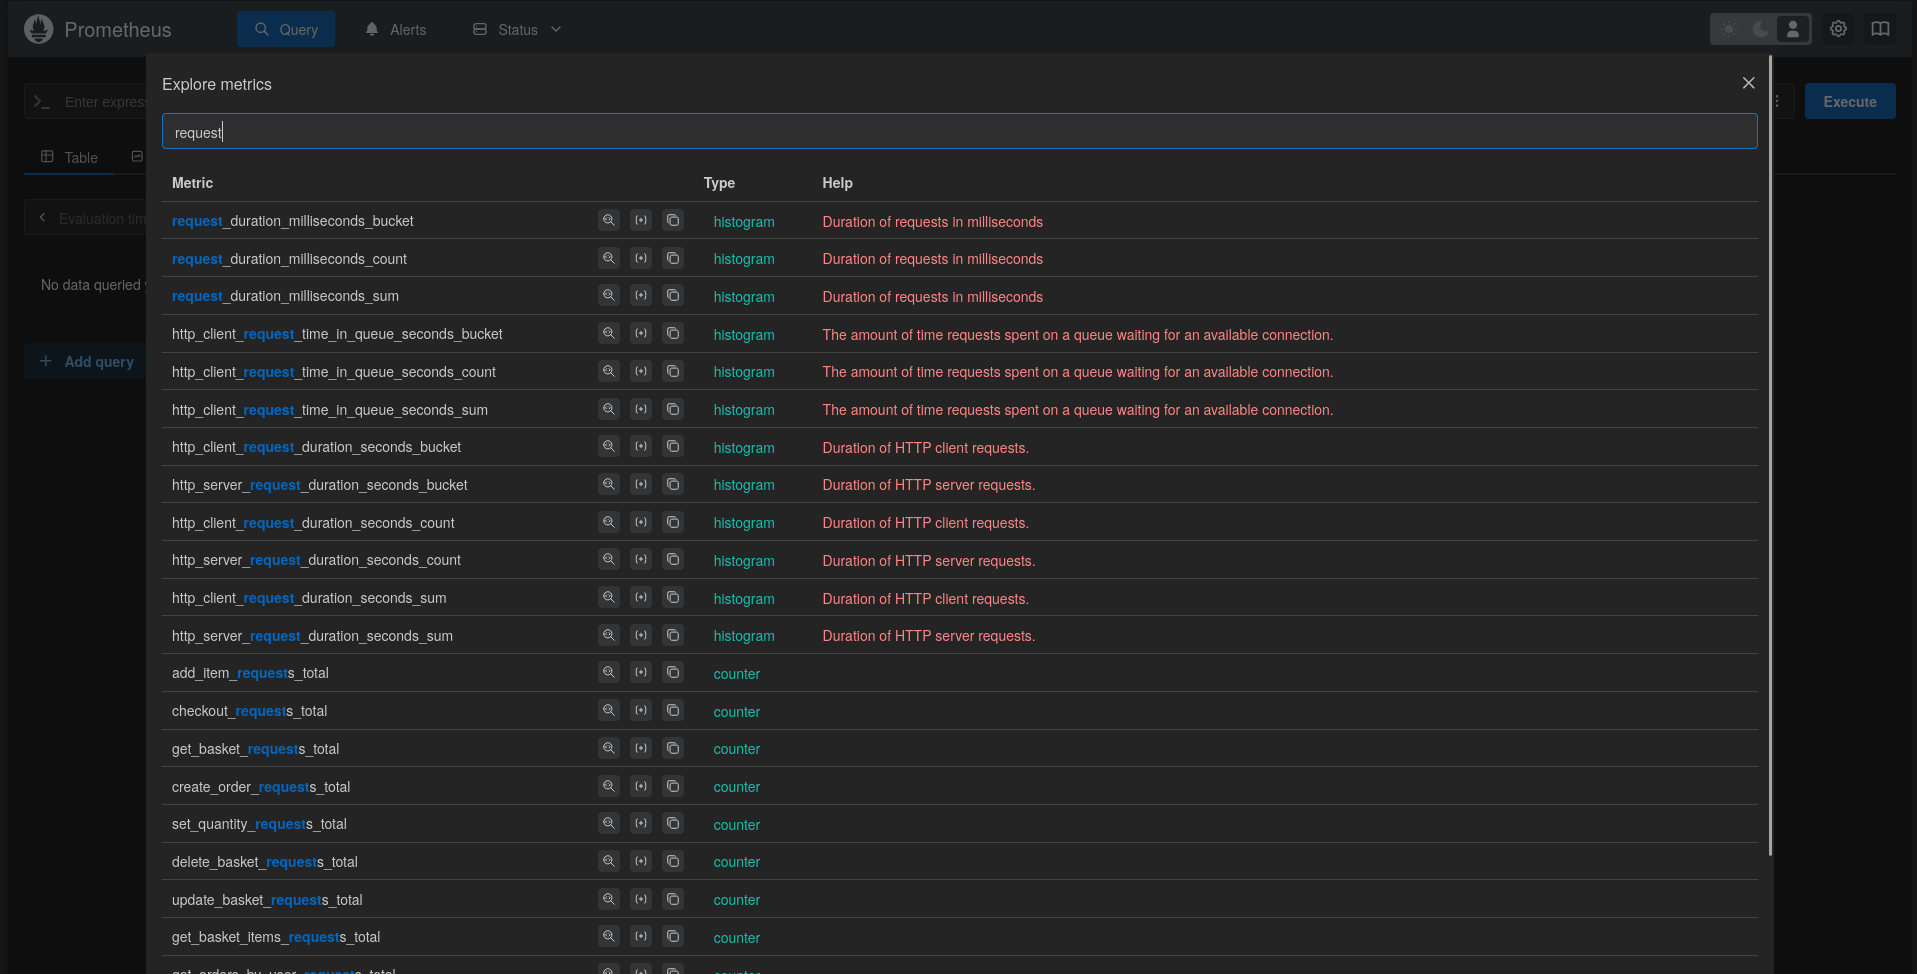 Prometheus
Query
Alerts
Status
Explore metrics
Enter expres
request
Execute
Table
Metric Type Help
request_duration_milliseconds_bucket histogram Duration of requests in milliseconds
Evaluation tim
request_duration_milliseconds_count histogram Duration of requests in milliseconds
No data queried
request_duration_milliseconds_sum histogram Duration of requests in milliseconds
http_client_request_time_in_queue_seconds_bucket histogram The amount of time requests spent on a queue waiting for an available connection.
Add query
http_client_request_time_in_queue_seconds_count histogram The amount of time requests spent on a queue waiting for an available connection.
http_client_request_time_in_queue_seconds_sum histogram The amount of time requests spent on a queue waiting for an available connection.
http_client_request_duration_seconds_bucket histogram Duration of HTTP client requests.
http_server_request_duration_seconds_bucket histogram Duration of HTTP server requests.
http_client_request_duration_seconds_count histogram Duration of HTTP client requests.
http_server_request_duration_seconds_count histogram Duration of HTTP server requests.
http_client_request_duration_seconds_sum histogram Duration of HTTP client requests.
http_server_request_duration_seconds_sum histogram Duration of HTTP server requests.
add_item_requests_total counter
checkout_requests_total counter
get_basket_requests_total counter
create_order_requests_total counter
set_quantity_requests_total counter
delete_basket_requests_total counter
update_basket_requests_total counter
get_basket_items_requests_total counter
get_orders_by_user_requests_total counter